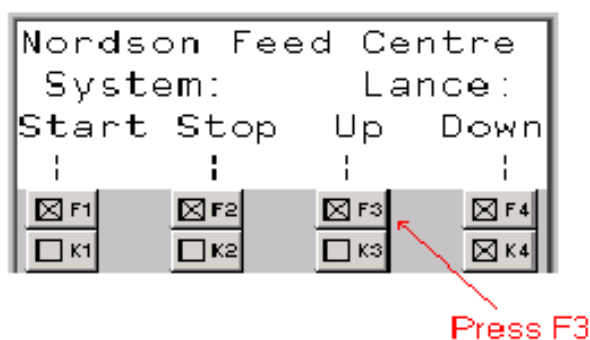 Nordson Feed Centre
System: Lance:
Start Stop Up Down
F1 F2 F3 F4
K1 K2 K3 K4
Press F3